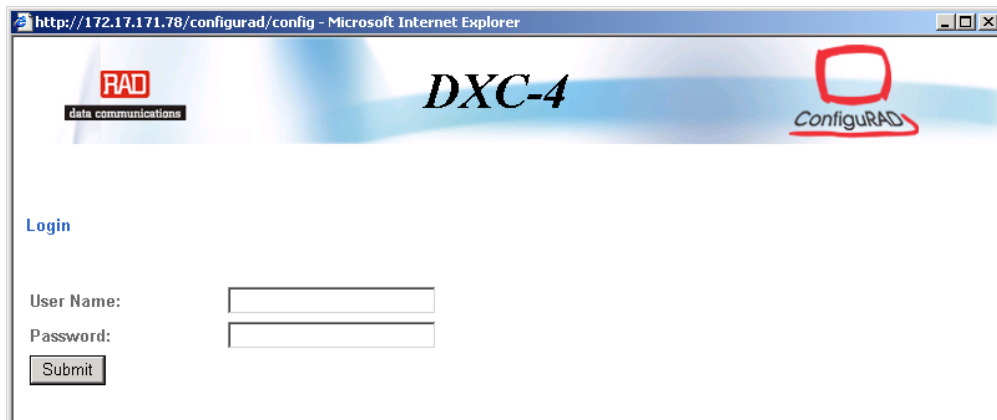 http://172.17.171.78/configurad/config - Microsoft Internet Explorer
RAD
data communications
DXC-4
ConfiguRAD
Login
User Name:
Password:
Submit